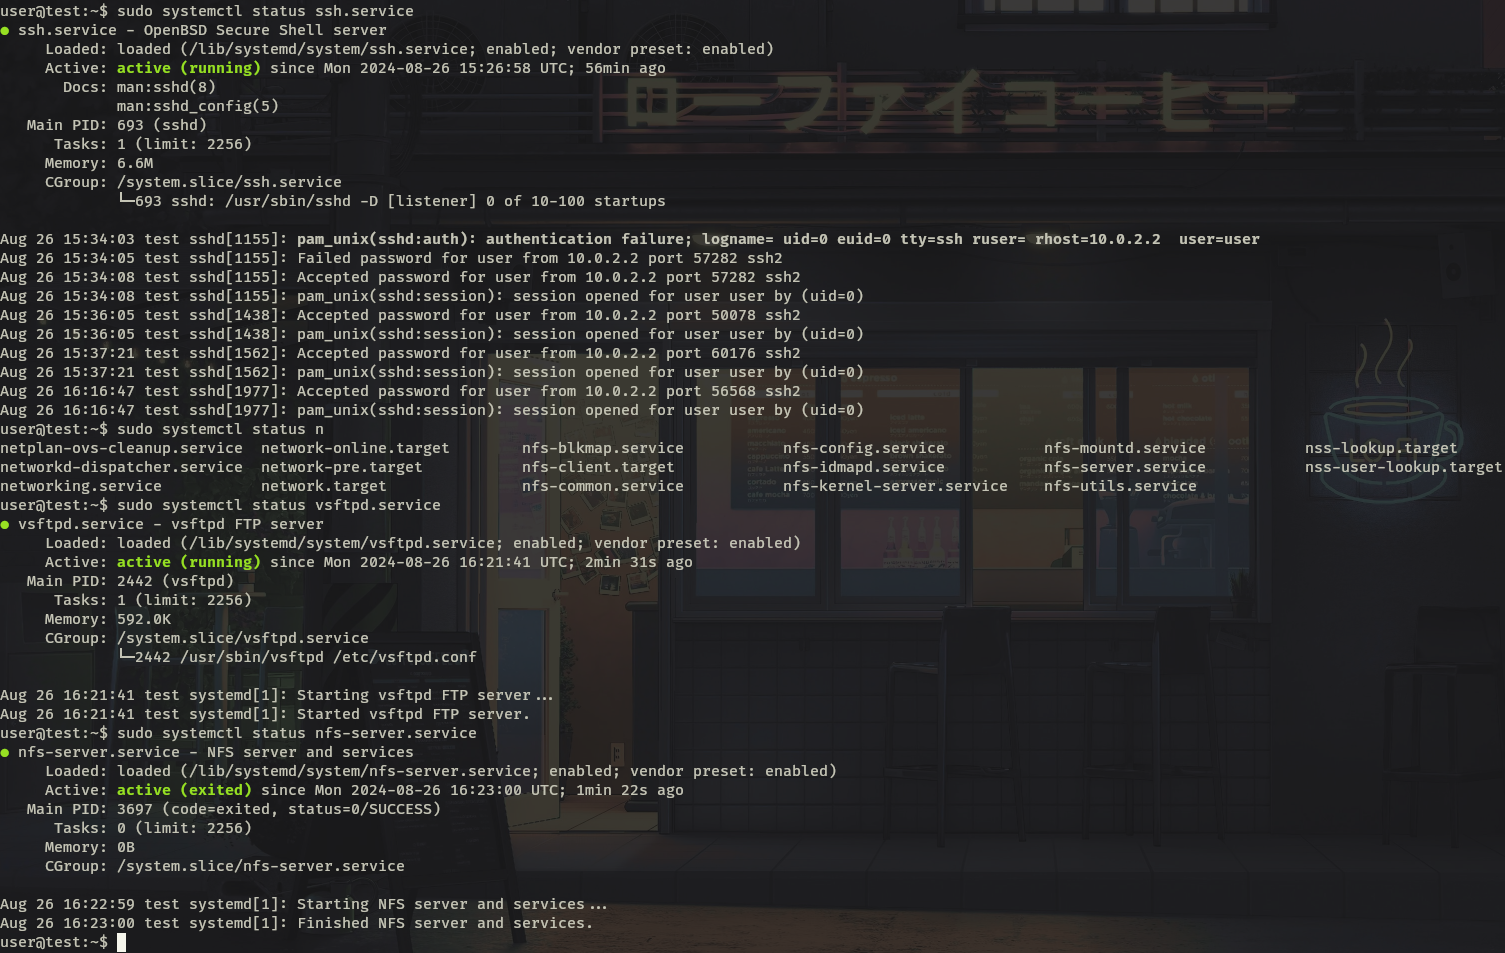 user@test:~$ sudo systemctl status ssh.service
● ssh.service - OpenBSD Secure Shell server
     Loaded: loaded (/lib/systemd/system/ssh.service; enabled; vendor preset: enabled)
     Active: active (running) since Mon 2024-08-26 15:26:58 UTC; 56min ago
       Docs: man:sshd(8)
             man:sshd_config(5)
   Main PID: 693 (sshd)
      Tasks: 1 (limit: 2256)
     Memory: 6.6M
     CGroup: /system.slice/ssh.service
             └─693 sshd: /usr/sbin/sshd -D [listener] 0 of 10-100 startups

Aug 26 15:34:03 test sshd[1155]: pam_unix(sshd:auth): authentication failure; logname= uid=0 euid=0 tty=ssh ruser= rhost=10.0.2.2  user=user
Aug 26 15:34:05 test sshd[1155]: Failed password for user from 10.0.2.2 port 57282 ssh2
Aug 26 15:34:08 test sshd[1155]: Accepted password for user from 10.0.2.2 port 57282 ssh2
Aug 26 15:34:08 test sshd[1155]: pam_unix(sshd:session): session opened for user user by (uid=0)
Aug 26 15:36:05 test sshd[1438]: Accepted password for user from 10.0.2.2 port 50078 ssh2
Aug 26 15:36:05 test sshd[1438]: pam_unix(sshd:session): session opened for user user by (uid=0)
Aug 26 15:37:21 test sshd[1562]: Accepted password for user from 10.0.2.2 port 60176 ssh2
Aug 26 15:37:21 test sshd[1562]: pam_unix(sshd:session): session opened for user user by (uid=0)
Aug 26 16:16:47 test sshd[1977]: Accepted password for user from 10.0.2.2 port 56568 ssh2
Aug 26 16:16:47 test sshd[1977]: pam_unix(sshd:session): session opened for user user by (uid=0)
user@test:~$ sudo systemctl status n
netplan-ovs-cleanup.service  network-online.target        nfs-blkmap.service           nfs-config.service           nfs-mountd.service           nss-lookup.target
networkd-dispatcher.service  network-pre.target           nfs-client.target            nfs-idmapd.service           nfs-server.service           nss-user-lookup.target
networking.service           network.target               nfs-common.service           nfs-kernel-server.service    nfs-utils.service
user@test:~$ sudo systemctl status vsftpd.service
● vsftpd.service - vsftpd FTP server
     Loaded: loaded (/lib/systemd/system/vsftpd.service; enabled; vendor preset: enabled)
     Active: active (running) since Mon 2024-08-26 16:21:41 UTC; 2min 31s ago
   Main PID: 2442 (vsftpd)
      Tasks: 1 (limit: 2256)
     Memory: 592.0K
     CGroup: /system.slice/vsftpd.service
             └─2442 /usr/sbin/vsftpd /etc/vsftpd.conf

Aug 26 16:21:41 test systemd[1]: Starting vsftpd FTP server...
Aug 26 16:21:41 test systemd[1]: Started vsftpd FTP server.
user@test:~$ sudo systemctl status nfs-server.service
● nfs-server.service - NFS server and services
     Loaded: loaded (/lib/systemd/system/nfs-server.service; enabled; vendor preset: enabled)
     Active: active (exited) since Mon 2024-08-26 16:23:00 UTC; 1min 22s ago
   Main PID: 3697 (code=exited, status=0/SUCCESS)
      Tasks: 0 (limit: 2256)
     Memory: 0B
     CGroup: /system.slice/nfs-server.service

Aug 26 16:22:59 test systemd[1]: Starting NFS server and services...
Aug 26 16:23:00 test systemd[1]: Finished NFS server and services.
user@test:~$
ローファイコーヒー